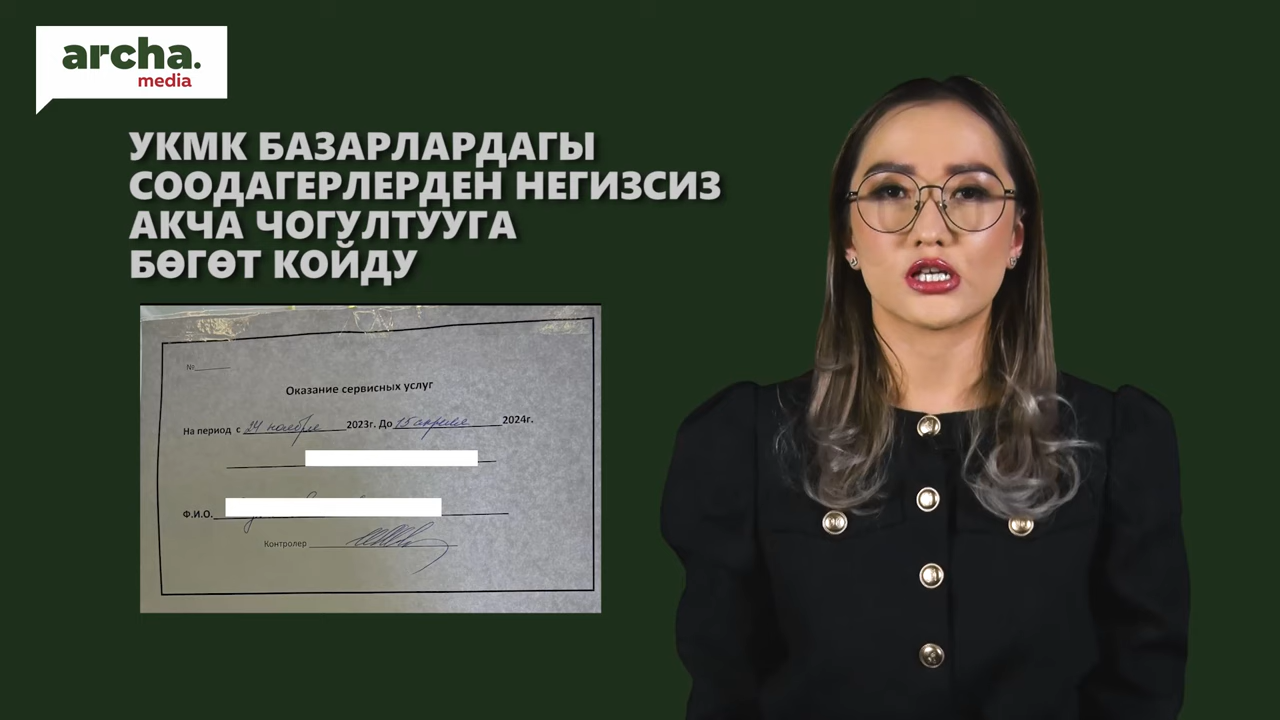 archa.
media
УКМК БАЗАРЛАРДАГЫ
СООДАГЕРЛЕРДЕН НЕГИЗСИЗ
АКЧА ЧОГУЛТУУГА
БӨГӨТ КОЙДУ
№
Оказание сервисных услуг
На период с 24 ноября 2023г. До 15 апреля 2024г.
Ф.И.О.
Контролер